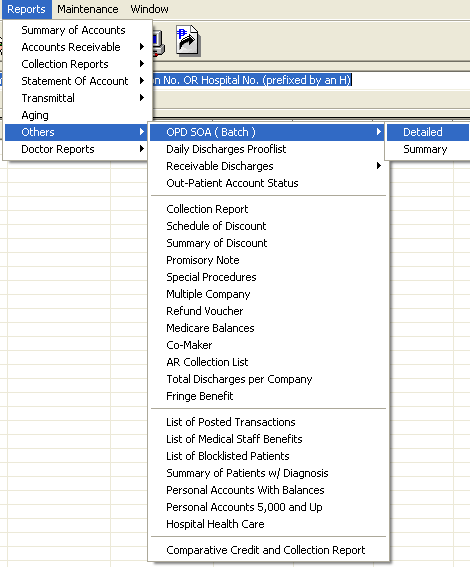 Reports Maintenance Window
Summary of Accounts
Accounts Receivable
Collection Reports
Statement Of Account
Transmittal
Aging
Others
Doctor Reports
on No. OR Hospital No. (prefixed by an H)
OPD SOA ( Batch )
Daily Discharges Prooflist
Receivable Discharges
Out-Patient Account Status
Collection Report
Schedule of Discount
Summary of Discount
Promisory Note
Special Procedures
Multiple Company
Refund Voucher
Medicare Balances
Co-Maker
AR Collection List
Total Discharges per Company
Fringe Benefit
List of Posted Transactions
List of Medical Staff Benefits
List of Blocklisted Patients
Summary of Patients w/ Diagnosis
Personal Accounts With Balances
Personal Accounts 5,000 and Up
Hospital Health Care
Comparative Credit and Collection Report
Detailed
Summary